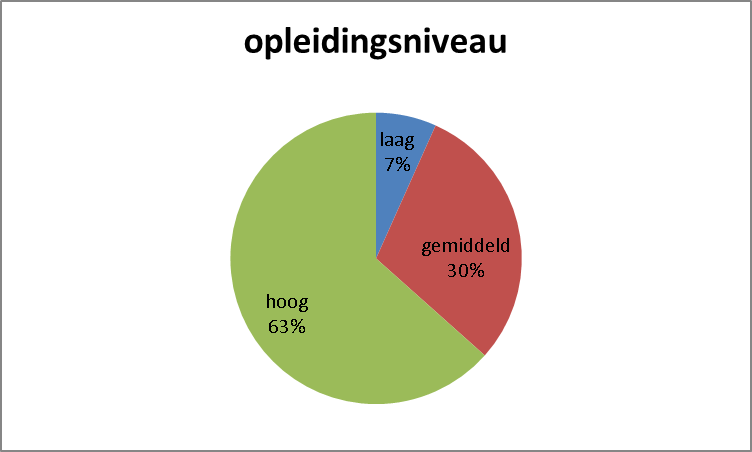 opleidingsniveau
laag
7%
gemiddeld
30%
hoog
63%